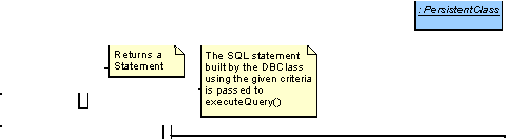 : PersistentClass
Returns a
Statement
The SQL statement
built by the DBClass
using the given criteria
is passed to
executeQuery()